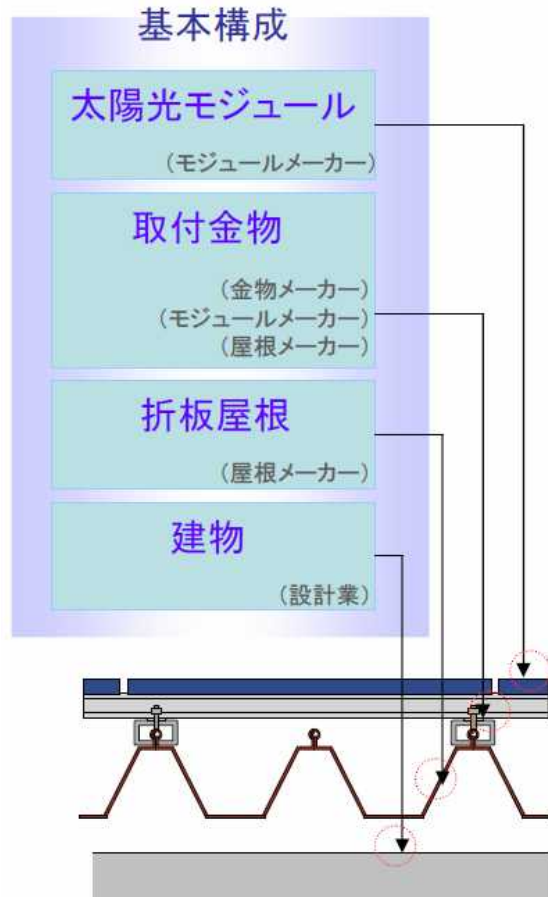 基本構成
太陽光モジュール
（モジュールメーカー）
取付金物
（金物メーカー）
（モジュールメーカー）
（屋根メーカー）
折板屋根
（屋根メーカー）
建物
（設計業）